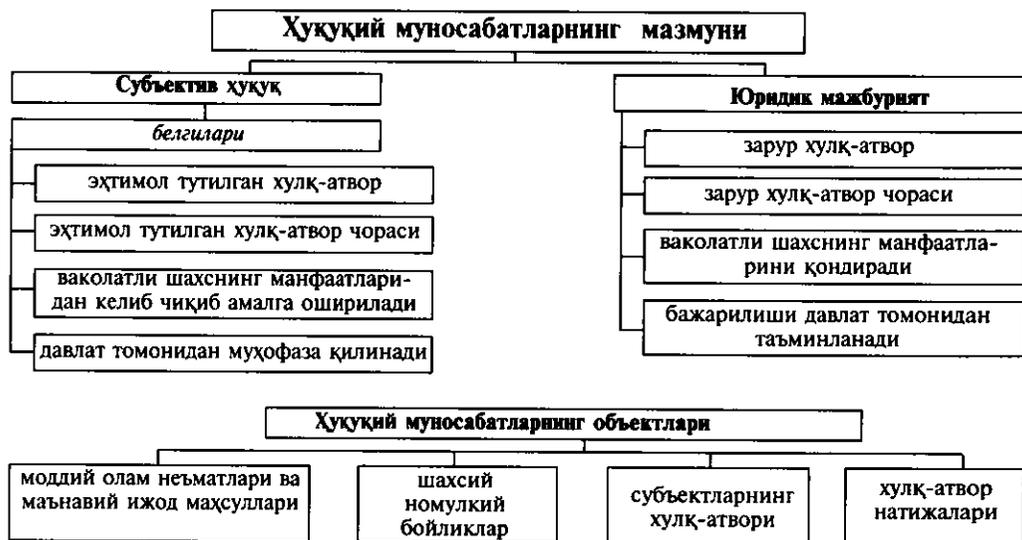 Ҳуқуқий муносабатларнинг мазмуни
Субъектив ҳуқуқ
белгилари
эҳтимол тутилган хулқ-атвор
эҳтимол тутилган хулқ-атвор чораси
ваколатли шахснинг манфаатлари-
дан келиб чиқиб амалга оширилади
давлат томонидан муҳофаза қилинади
Юридик мажбурият
зарур хулқ-атвор
зарур хулқ-атвор чораси
ваколатли шахснинг манфаатла-
рини қондиради
бажарилиши давлат томонидан
таъминланади
Ҳуқуқий муносабатларнинг объектлари
моддий олам неъматлари ва
маънавий ижод маҳсуллари
шахсий
номулкий
бойликлар
субъектларнинг
хулқ-атвори
хулқ-атвор
натижалари